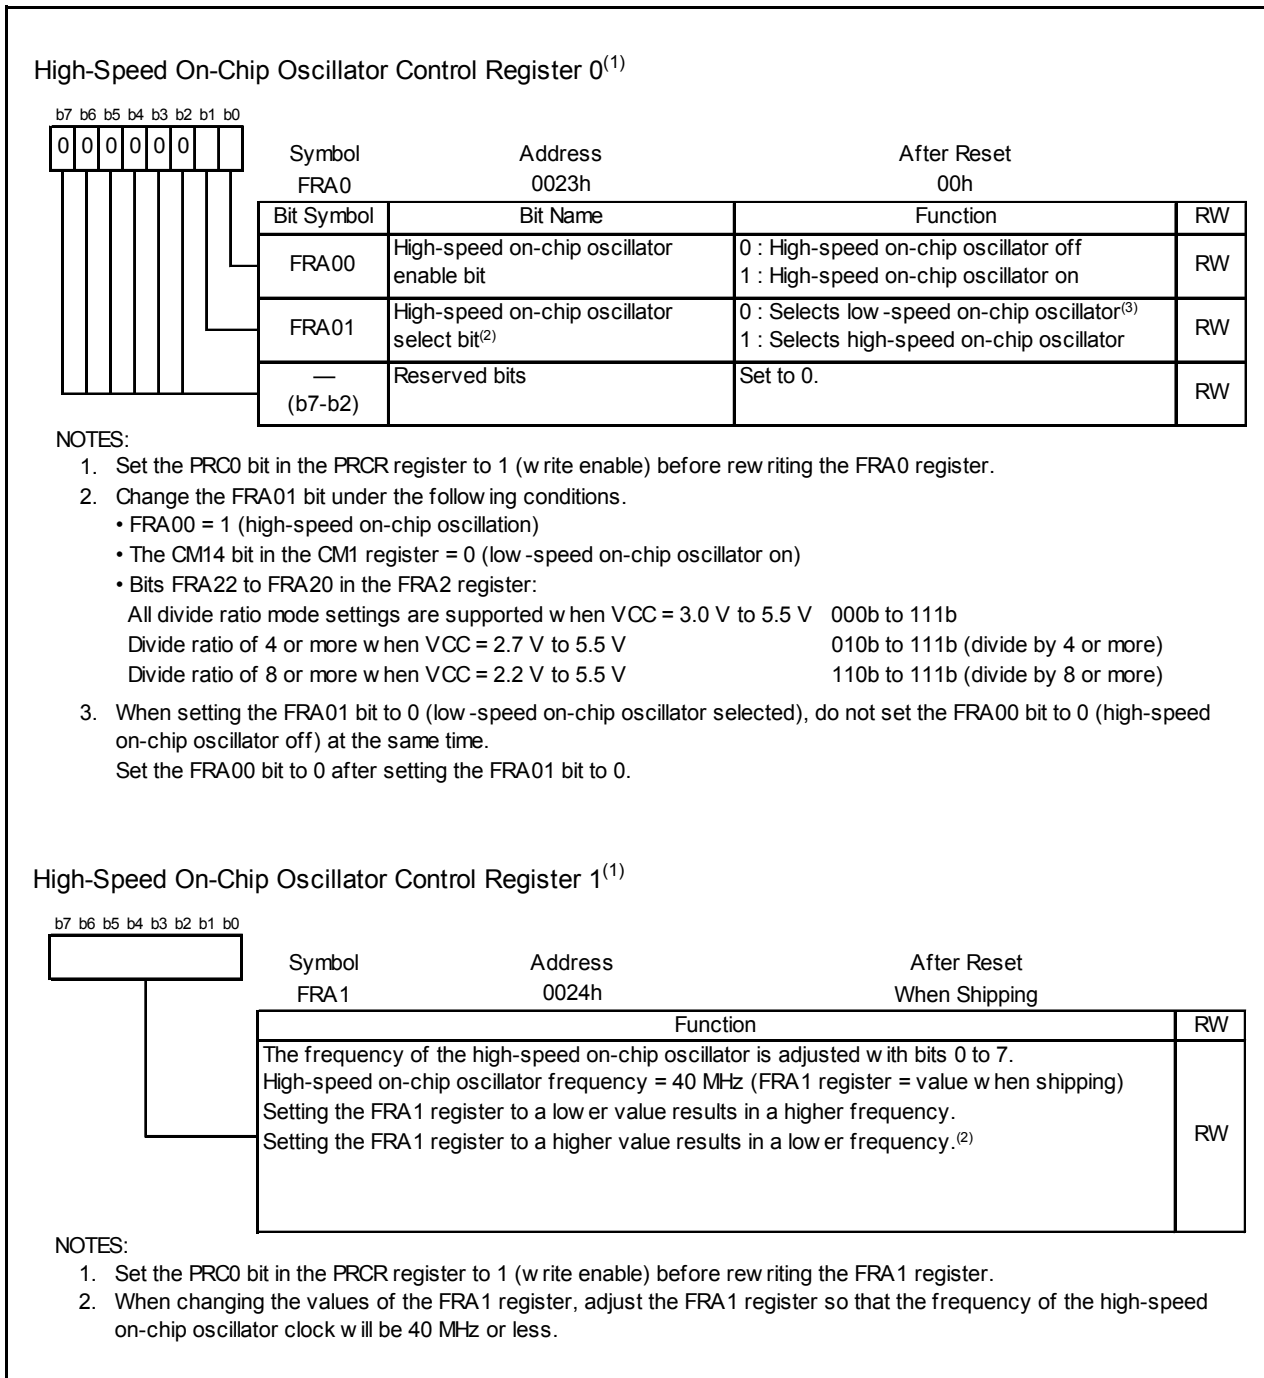 High-Speed On-Chip Oscillator Control Register 0(1)
b7 b6 b5 b4 b3 b2 b1 b0
0 0 0 0 0 0
Symbol Address After Reset
FRA0 0023h 00h
Bit Symbol Bit Name Function RW
FRA00 High-speed on-chip oscillator enable bit 0 : High-speed on-chip oscillator off 1 : High-speed on-chip oscillator on RW
FRA01 High-speed on-chip oscillator select bit(2) 0 : Selects low-speed on-chip oscillator(3) 1 : Selects high-speed on-chip oscillator RW
— (b7-b2) Reserved bits Set to 0. RW
NOTES:
1. Set the PRC0 bit in the PRCR register to 1 (write enable) before rewriting the FRA0 register.
2. Change the FRA01 bit under the following conditions.
• FRA00 = 1 (high-speed on-chip oscillation)
• The CM14 bit in the CM1 register = 0 (low-speed on-chip oscillator on)
• Bits FRA22 to FRA20 in the FRA2 register:
All divide ratio mode settings are supported when VCC = 3.0 V to 5.5 V 000b to 111b
Divide ratio of 4 or more when VCC = 2.7 V to 5.5 V 010b to 111b (divide by 4 or more)
Divide ratio of 8 or more when VCC = 2.2 V to 5.5 V 110b to 111b (divide by 8 or more)
3. When setting the FRA01 bit to 0 (low-speed on-chip oscillator selected), do not set the FRA00 bit to 0 (high-speed
on-chip oscillator off) at the same time.
Set the FRA00 bit to 0 after setting the FRA01 bit to 0.
High-Speed On-Chip Oscillator Control Register 1(1)
b7 b6 b5 b4 b3 b2 b1 b0
Symbol Address After Reset
FRA1 0024h When Shipping
Function RW
The frequency of the high-speed on-chip oscillator is adjusted with bits 0 to 7.
High-speed on-chip oscillator frequency = 40 MHz (FRA1 register = value when shipping)
Setting the FRA1 register to a lower value results in a higher frequency.
Setting the FRA1 register to a higher value results in a lower frequency.(2)
RW
NOTES:
1. Set the PRC0 bit in the PRCR register to 1 (write enable) before rewriting the FRA1 register.
2. When changing the values of the FRA1 register, adjust the FRA1 register so that the frequency of the high-speed
on-chip oscillator clock will be 40 MHz or less.